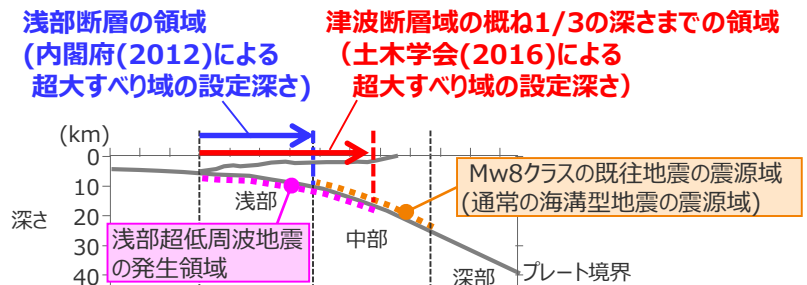 浅部断層の領域
(内閣府(2012)による
超大すべり域の設定深さ)
津波断層域の概ね1/3の深さまでの領域
（土木学会(2016)による
超大すべり域の設定深さ）
(km)
0
10
20
30
40
深さ
浅部
中部
深部
プレート境界
Mw8クラスの既往地震の震源域
(通常の海溝型地震の震源域)
浅部超低周波地震
の発生領域